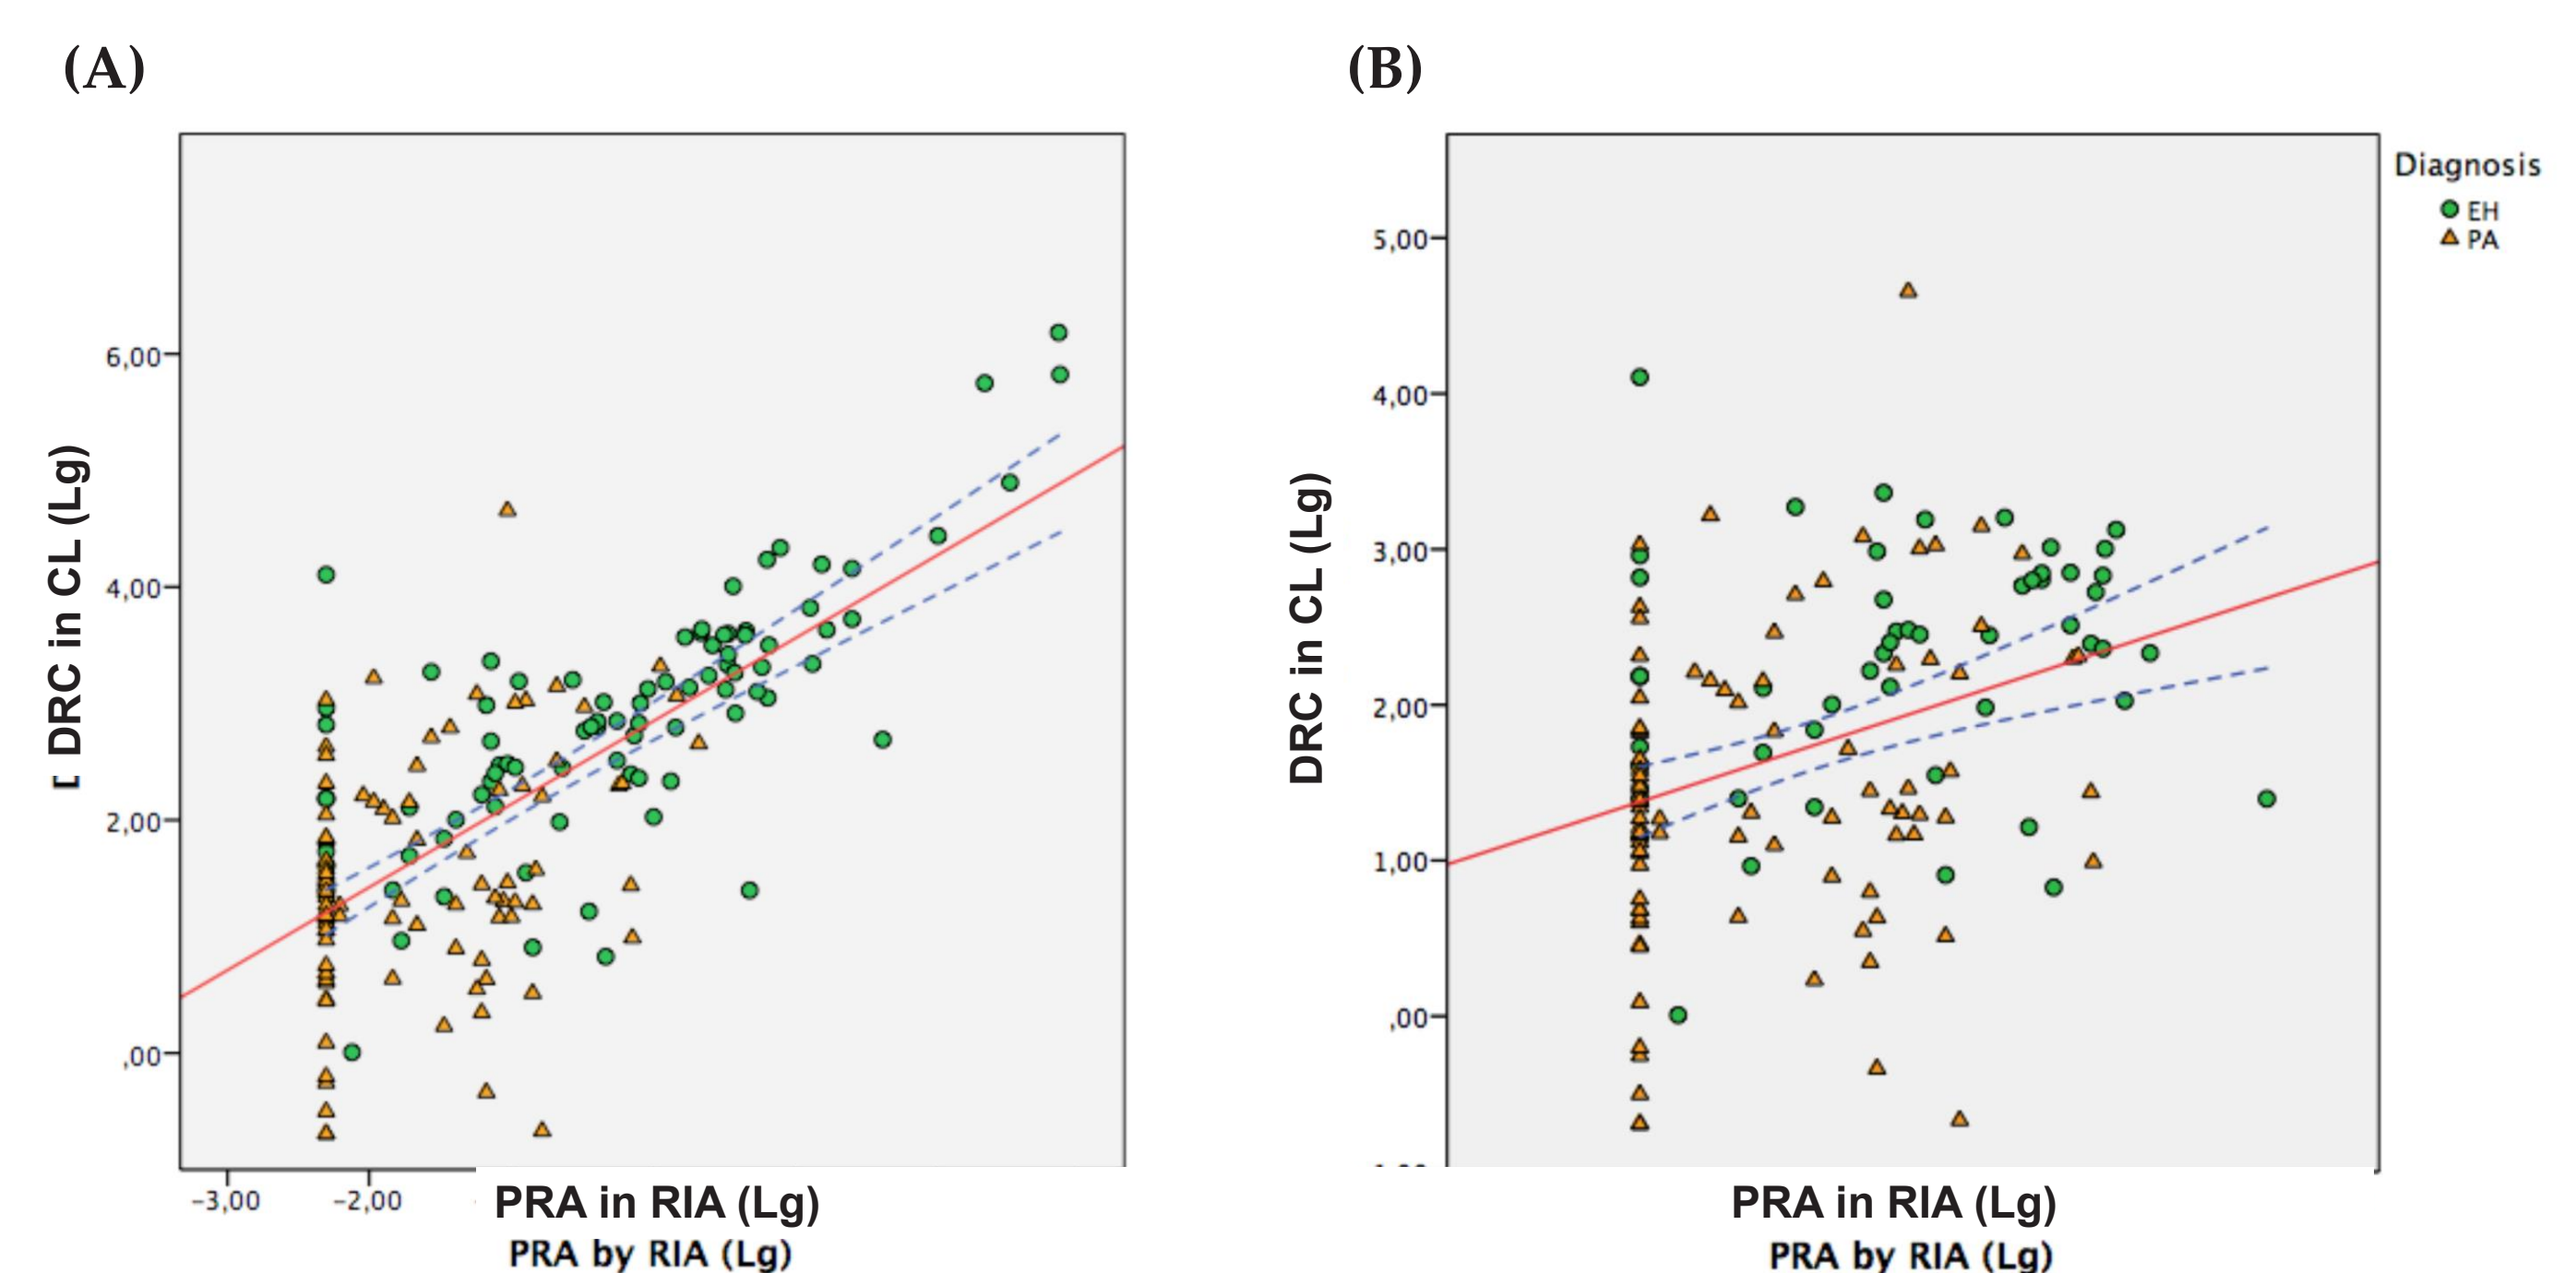 (A)
(B)
Diagnosis
EH
PA
DRC in CL (Lg)
6,00
4,00
2,00
,00
-3,00
-2,00
PRA in RIA (Lg)
PRA by RIA (Lg)
DRC in CL (Lg)
5,00
4,00
3,00
2,00
1,00
,00
PRA in RIA (Lg)
PRA by RIA (Lg)